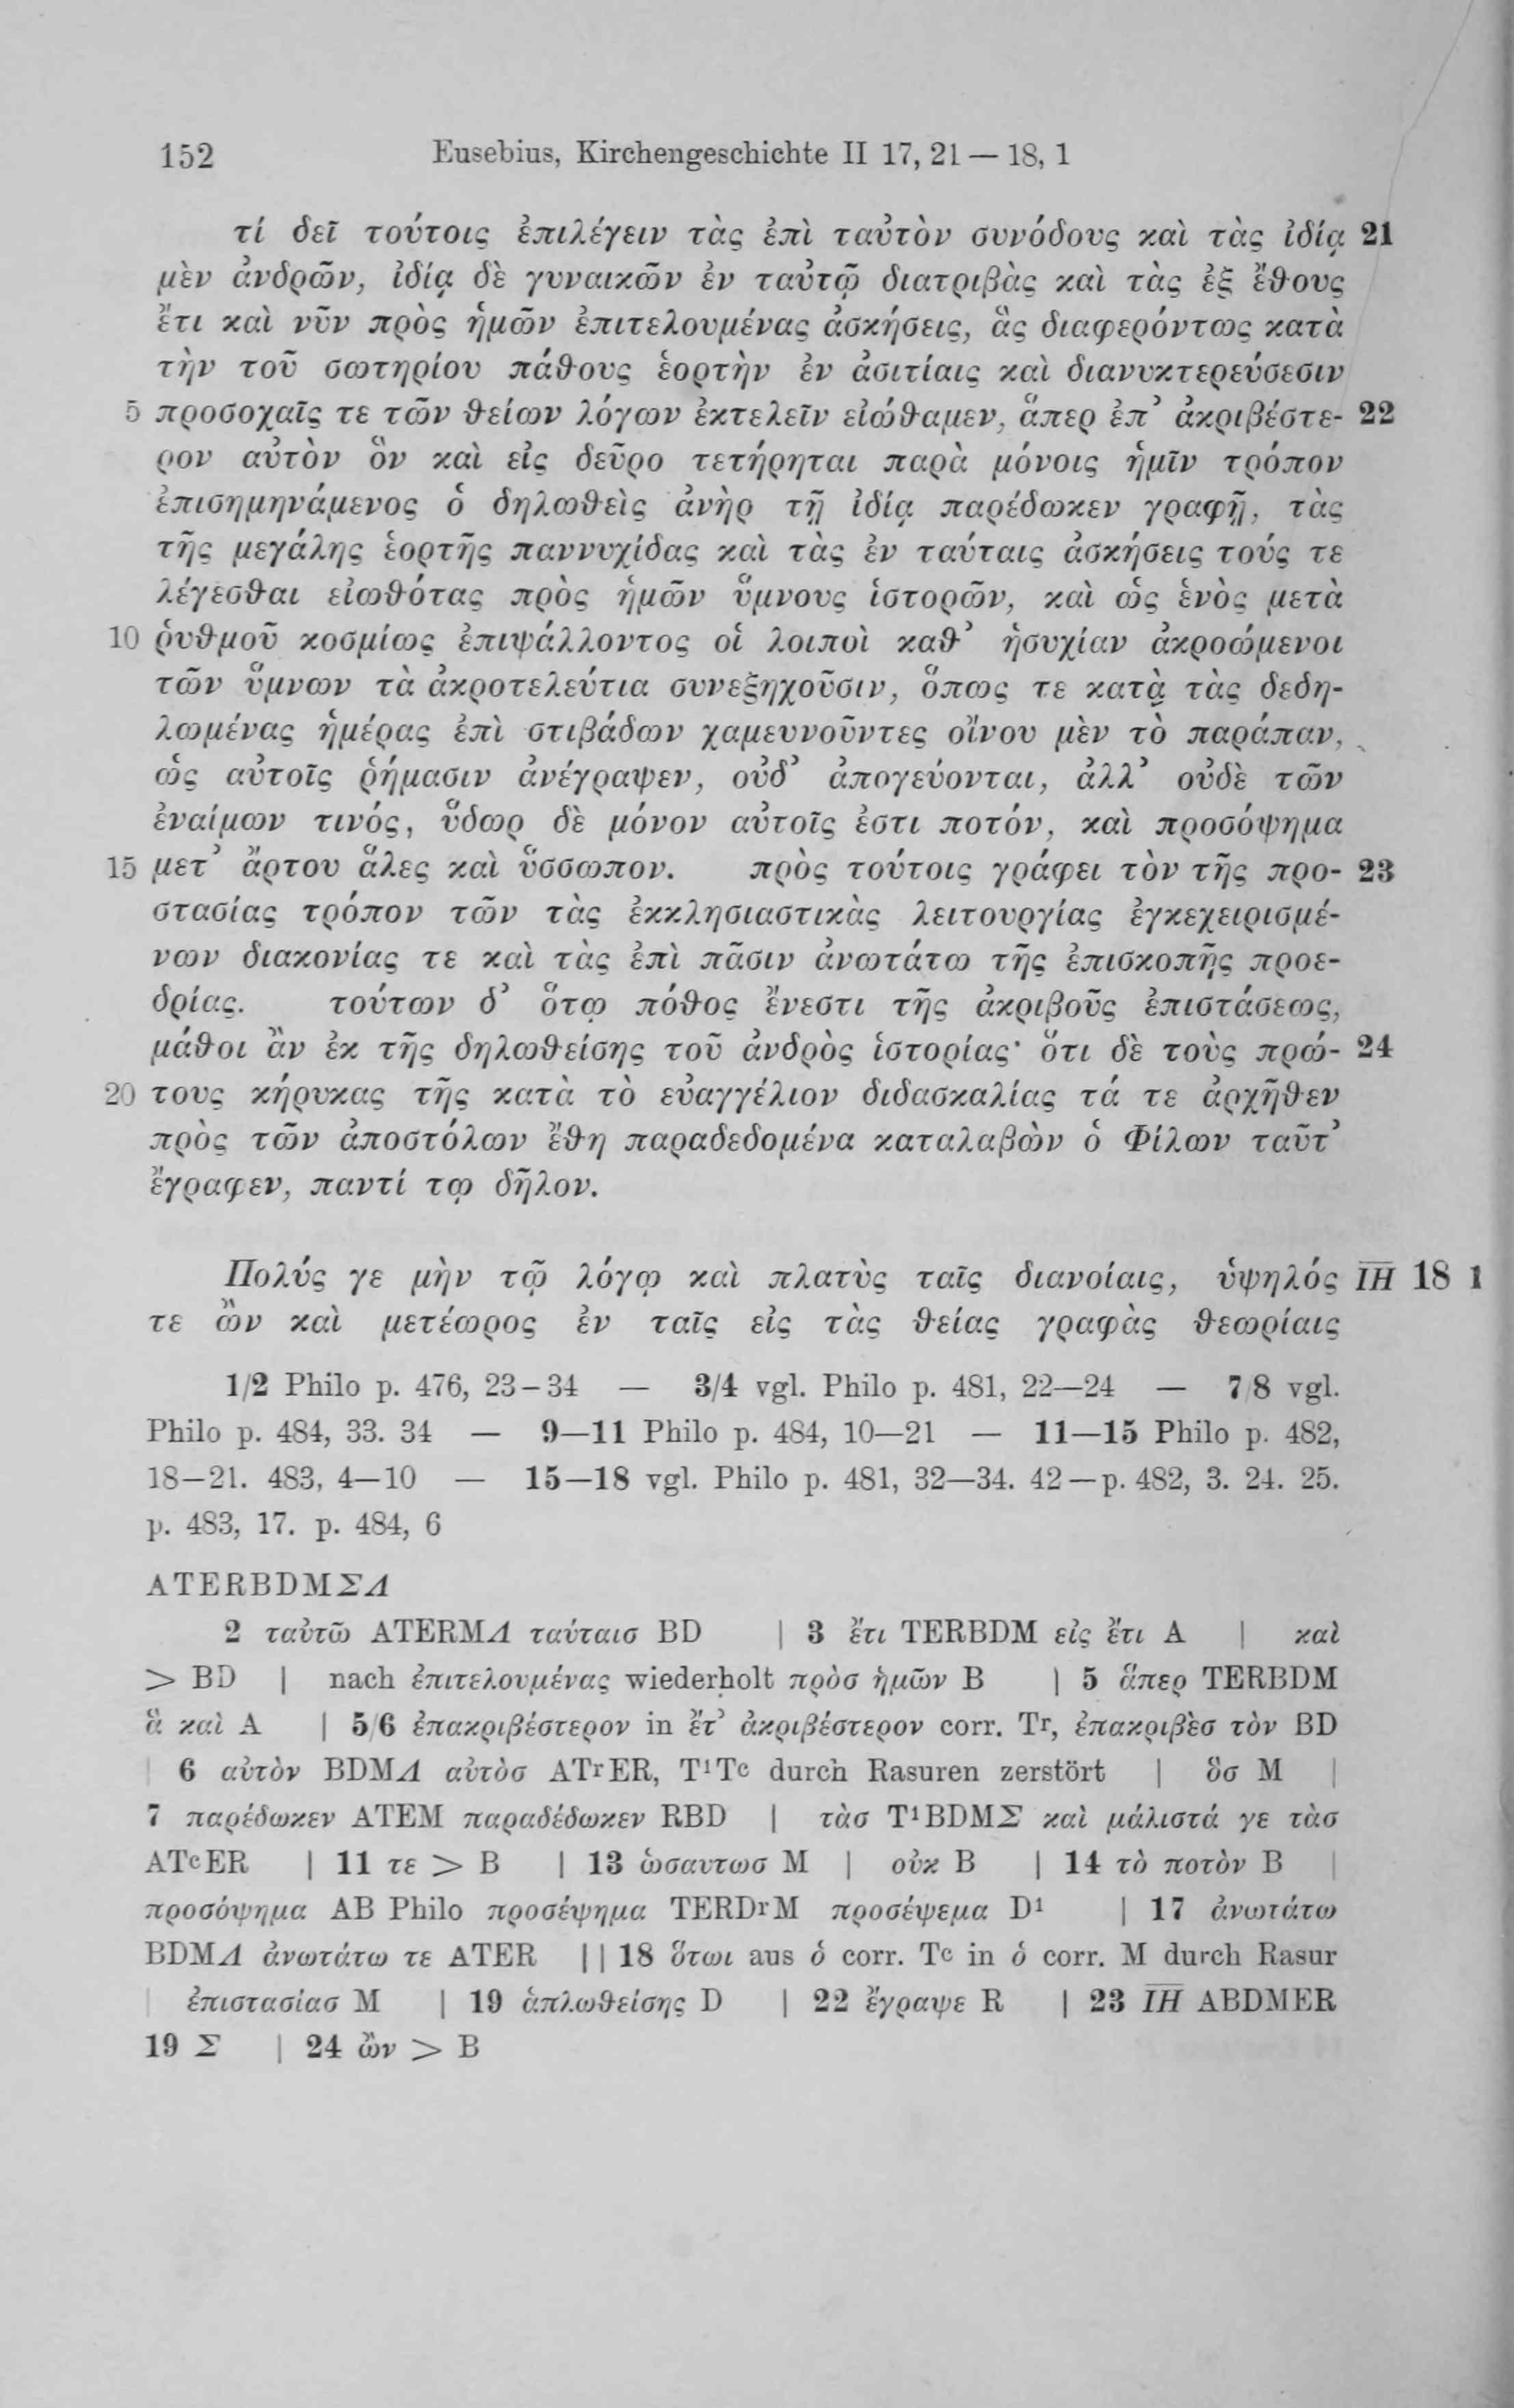 152 Eusebius, Kirchengeschichte II 17, 21 — 18, 1
τί δεῖ τούτοις ἐπιλέγειν τὰς ἐπὶ ταὐτὸν συνόδους καὶ τὰς ἰδίᾳ 21
μὲν ἀνδρῶν, ἰδίᾳ δὲ γυναικῶν ἐν ταὐτῷ διατριβὰς καὶ τὰς ἐξ ἔθους
ἔτι καὶ νῦν πρὸς ἡμῶν ἐπιτελουμένας ἀσκήσεις, ἃς διαφερόντως κατὰ
τὴν τοῦ σωτηρίου πάθους ἑορτὴν ἐν ἀσιτίαις καὶ διανυκτερεύσεσιν
5 προσοχαῖς τε τῶν θείων λόγων ἐκτελεῖν εἰώθαμεν, ἅπερ ἐπ’ ἀκριβέστε- 22
ρον αὐτὸν ὃν καὶ εἰς δεῦρο τετήρηται παρὰ μόνοις ἡμῖν τρόπον
ἐπισημηνάμενος ὁ δηλωθεὶς ἀνὴρ τῇ ἰδίᾳ παρέδωκεν γραφῇ, τὰς
τῆς μεγάλης ἑορτῆς παννυχίδας καὶ τὰς ἐν ταύταις ἀσκήσεις τούς τε
λέγεσθαι εἰωθότας πρὸς ἡμῶν ὕμνους ἱστορῶν, καὶ ὡς ἑνὸς μετὰ
10 ῥυθμοῦ κοσμίως ἐπιψάλλοντος οἱ λοιποὶ καθ’ ἡσυχίαν ἀκροώμενοι
τῶν ὕμνων τὰ ἀκροτελεύτια συνεξηχοῦσιν, ὅπως τε κατὰ τὰς δεδη-
λωμένας ἡμέρας ἐπὶ στιβάδων χαμευνοῦντες οἴνου μὲν τὸ παράπαν,
ὡς αὐτοῖς ῥήμασιν ἀνέγραψεν, οὐδ’ ἀπογεύονται, ἀλλ’ οὐδὲ τῶν
ἐναίμων τινός, ὕδωρ δὲ μόνον αὐτοῖς ἐστι ποτόν, καὶ προσόψημα
15 μετ’ ἄρτου ἅλες καὶ ὕσσωπον. πρὸς τούτοις γράφει τὸν τῆς προ- 23
στασίας τρόπον τῶν τὰς ἐκκλησιαστικὰς λειτουργίας ἐγκεχειρισμέ-
νων διακονίας τε καὶ τὰς ἐπὶ πᾶσιν ἀνωτάτω τῆς ἐπισκοπῆς προε-
δρίας. τούτων δ’ ὅτῳ πόθος ἔνεστι τῆς ἀκριβοῦς ἐπιστάσεως,
μάθοι ἂν ἐκ τῆς δηλωθείσης τοῦ ἀνδρὸς ἱστορίας· ὅτι δὲ τοὺς πρώ- 24
20 τους κήρυκας τῆς κατὰ τὸ εὐαγγέλιον διδασκαλίας τά τε ἀρχῆθεν
πρὸς τῶν ἀποστόλων ἔθη παραδεδομένα καταλαβὼν ὁ Φίλων ταῦτ’
ἔγραφεν, παντί τῳ δῆλον.
Πολύς γε μὴν τῷ λόγῳ καὶ πλατὺς ταῖς διανοίαις, ὑψηλός ΙΗ 18 1
τε ὢν καὶ μετέωρος ἐν ταῖς εἰς τὰς θείας γραφὰς θεωρίαις
1/2 Philo p. 476, 23–34 — 3/4 vgl. Philo p. 481, 22—24 — 7/8 vgl.
Philo p. 484, 33. 34 — 9—11 Philo p. 484, 10—21 — 11—15 Philo p. 482,
18–21. 483, 4—10 — 15—18 vgl. Philo p. 481, 32—34. 42 — p. 482, 3. 24. 25.
p. 483, 17. p. 484, 6
ATERBDMΣΛ
2 ταὐτῶ ATERMΛ ταύταισ BD | 3 ἔτι TERBDM εἰς ἔτι A | καὶ
> BD | nach ἐπιτελουμένας wiederholt πρὸσ ἡμῶν B | 5 ἅπερ TERBDM
ἃ καὶ A | 5/6 ἐπακριβέστερον in ἔτ’ ἀκριβέστερον corr. Tr, ἐπακριβὲσ τὸν BD
| 6 αὐτὸν BDMΛ αὐτὸσ ATrER, T¹Tc durch Rasuren zerstört | ὃσ M |
7 παρέδωκεν ATEM παραδέδωκεν RBD | τὰσ T¹BDMΣ καὶ μάλιστά γε τὰσ
ATcER | 11 τε > B | 13 ὡσαυτωσ M | οὐκ B | 14 τὸ ποτὸν B |
προσόψημα AB Philo προσέψημα TERDrM προσέψεμα D¹ | 17 ἀνωτάτω
BDMΛ ἀνωτάτω τε ATER || 18 ὅτωι aus ὁ corr. Tc in ὁ corr. M durch Rasur
| ἐπιστασίασ M | 19 ἁπλωθείσης D | 22 ἔγραψε R | 23 ΙΗ ABDMER
19 Σ | 24 ὢν > B